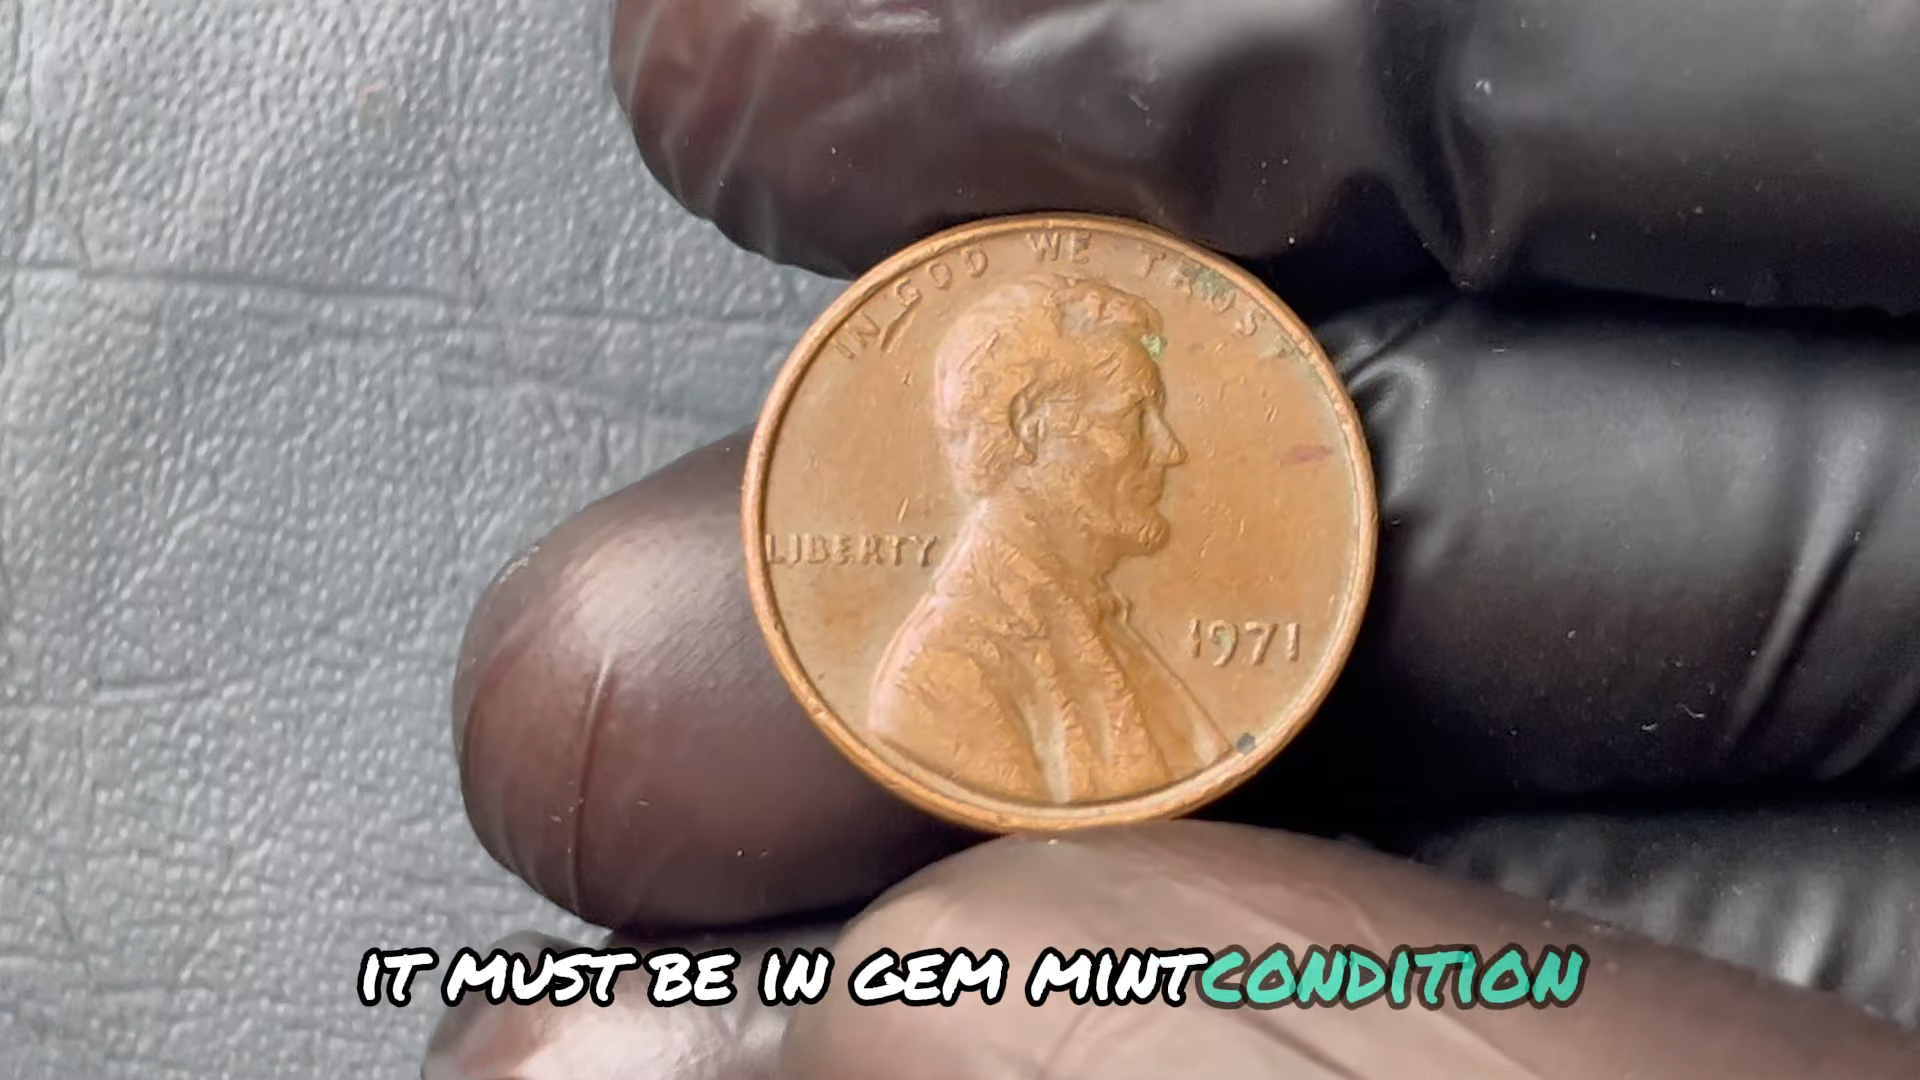 IN GOD WE TRUST
LIBERTY
1971
IT MUST BE IN GEM MINT CONDITION